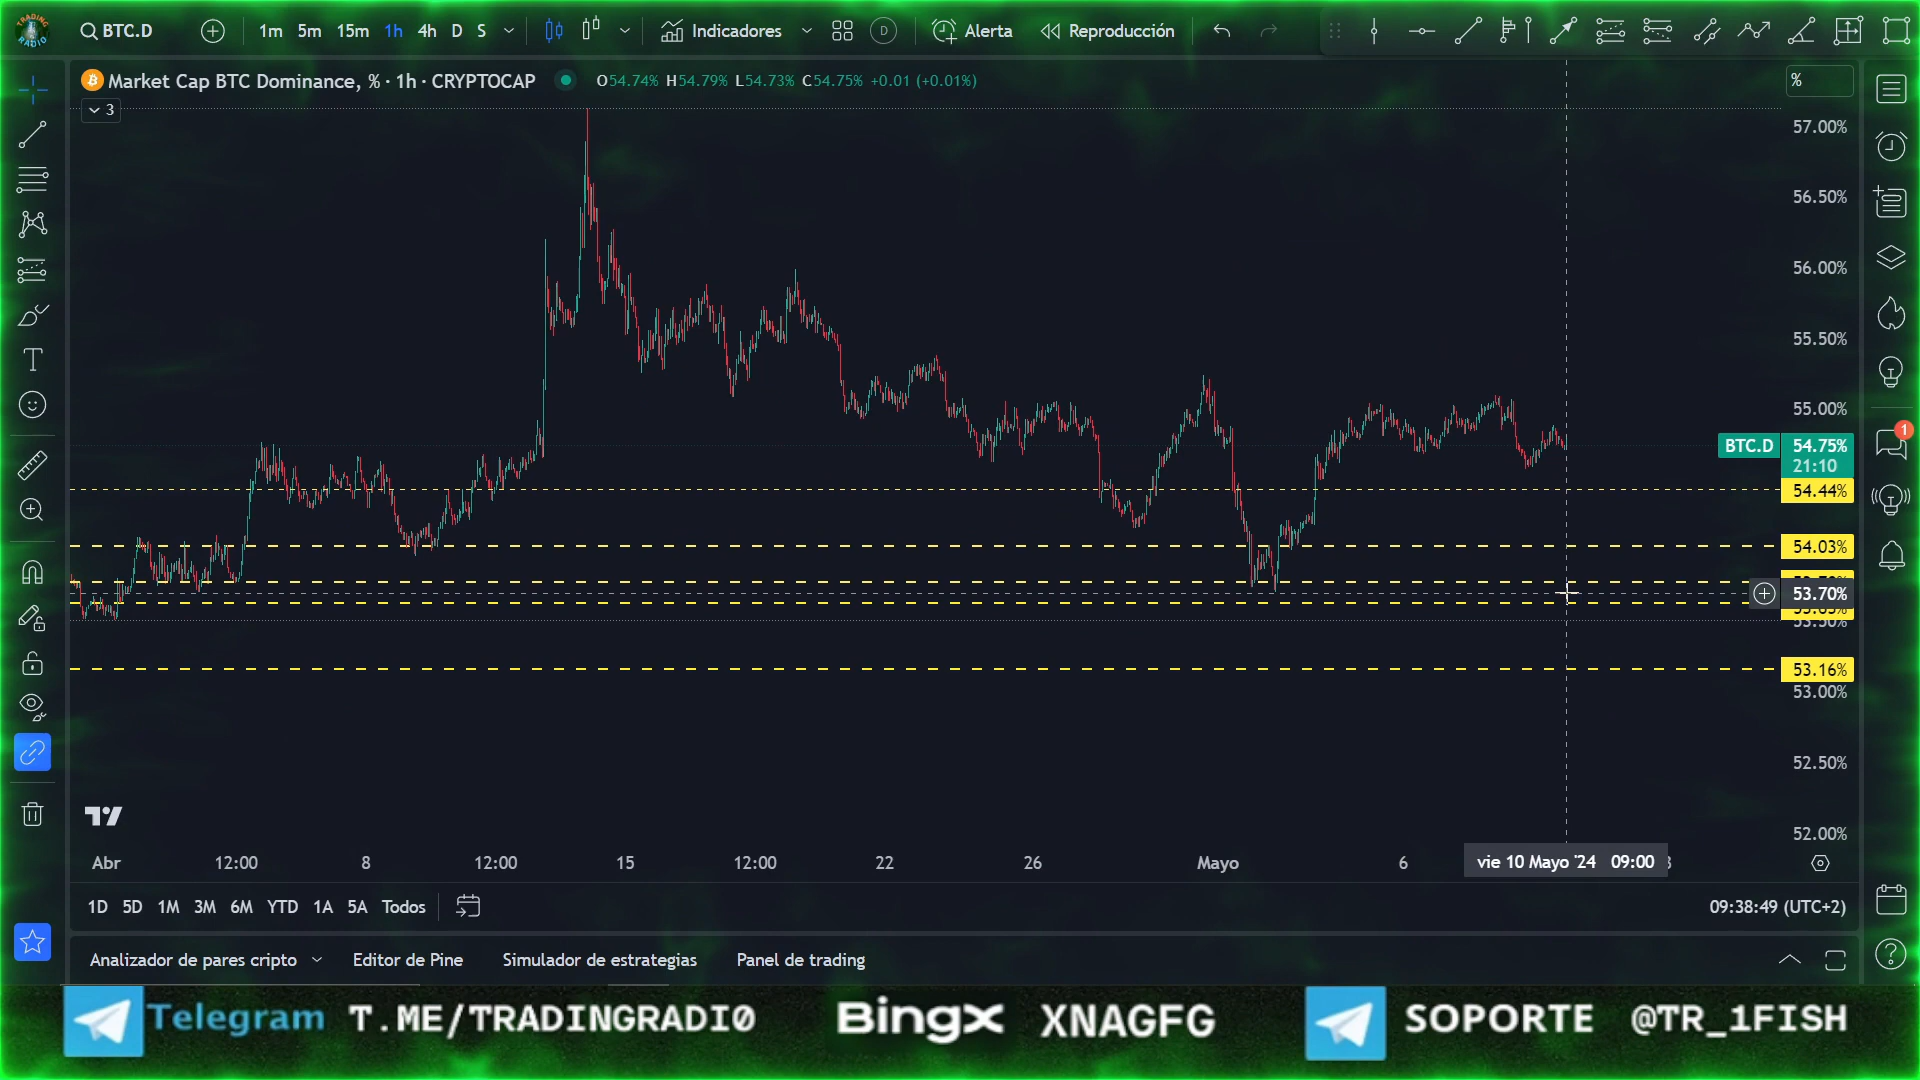 TRADING RADIO
BTC.D
1m 5m 15m 1h 4h D S
Indicadores
D
Alerta
Reproducción
Market Cap BTC Dominance, % · 1h · CRYPTOCAP
O54.74% H54.79% L54.73% C54.75% +0.01 (+0.01%)
3
%
57.00%
56.50%
56.00%
55.50%
55.00%
1
BTC.D 54.75%
21:10
54.44%
54.03%
53.70%
53.50%
53.16%
53.00%
52.50%
52.00%
Abr 12:00 8 12:00 15 12:00 22 26 Mayo 6 vie 10 Mayo '24 09:00
1D 5D 1M 3M 6M YTD 1A 5A Todos
09:38:49 (UTC+2)
Analizador de pares cripto Editor de Pine Simulador de estrategias Panel de trading
Telegram T.ME/TRADINGRADI0 BingX XNAGFG SOPORTE @TR_1FISH